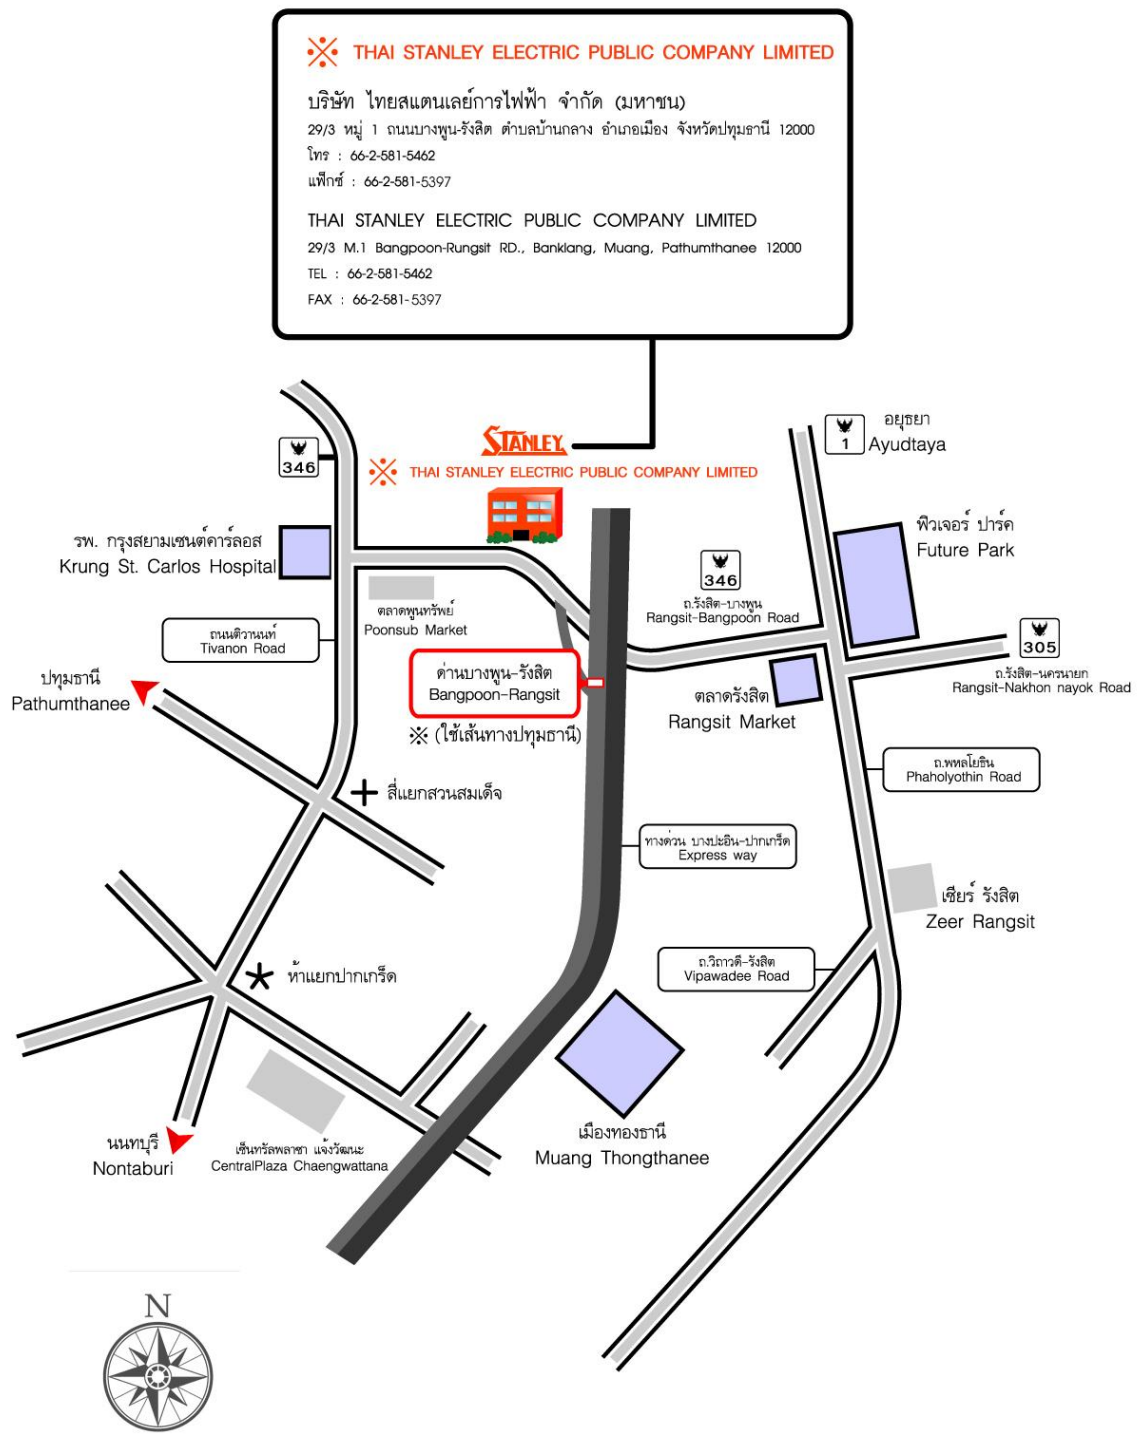 THAI STANLEY ELECTRIC PUBLIC COMPANY LIMITED
บริษัท ไทยสแตนเลย์การไฟฟ้า จำกัด (มหาชน)
29/3 หมู่ 1 ถนนบางพูน-รังสิต ตำบลบ้านกลาง อำเภอเมือง จังหวัดปทุมธานี 12000
โทร : 66-2-581-5462
แฟ็กซ์ : 66-2-581-5397
THAI STANLEY ELECTRIC PUBLIC COMPANY LIMITED
29/3 M.1 Bangpoon-Rungsit RD., Banklang, Muang, Pathumthanee 12000
TEL : 66-2-581-5462
FAX : 66-2-581-5397
อยุธยา
1
Ayudtaya
STANLEY
346
THAI STANLEY ELECTRIC PUBLIC COMPANY LIMITED
ฟิวเจอร์ ปาร์ค
Future Park
รพ. กรุงสยามเซนต์คาร์ลอส
Krung St. Carlos Hospital
346
ถ.รังสิต-บางพูน
Rangsit-Bangpoon Road
ตลาดพูนทรัพย์
Poonsub Market
ถนนติวานนท์
Tivanon Road
305
ถ.รังสิต-นครนายก
Rangsit-Nakhon nayok Road
ด่านบางพูน-รังสิต
Bangpoon-Rangsit
※ (ใช้เส้นทางปทุมธานี)
ปทุมธานี
Pathumthanee
ตลาดรังสิต
Rangsit Market
ถ.พหลโยธิน
Phaholyothin Road
สี่แยกสวนสมเด็จ
ทางด่วน บางปะอิน-ปากเกร็ด
Express way
เซียร์ รังสิต
Zeer Rangsit
ถ.วิภาวดี-รังสิต
Vipawadee Road
ห้าแยกปากเกร็ด
นนทบุรี
Nontaburi
เซ็นทรัลพลาซา แจ้งวัฒนะ
CentralPlaza Chaengwattana
เมืองทองธานี
Muang Thongthanee
N